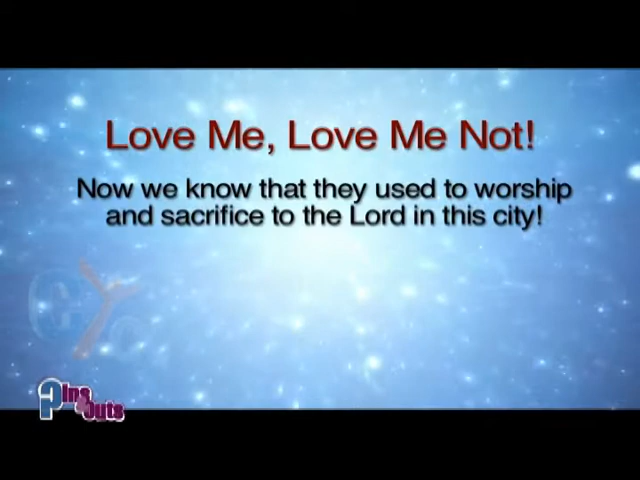 Love Me, Love Me Not!
Now we know that they used to worship
and sacrifice to the Lord in this city!
Ins
Outs